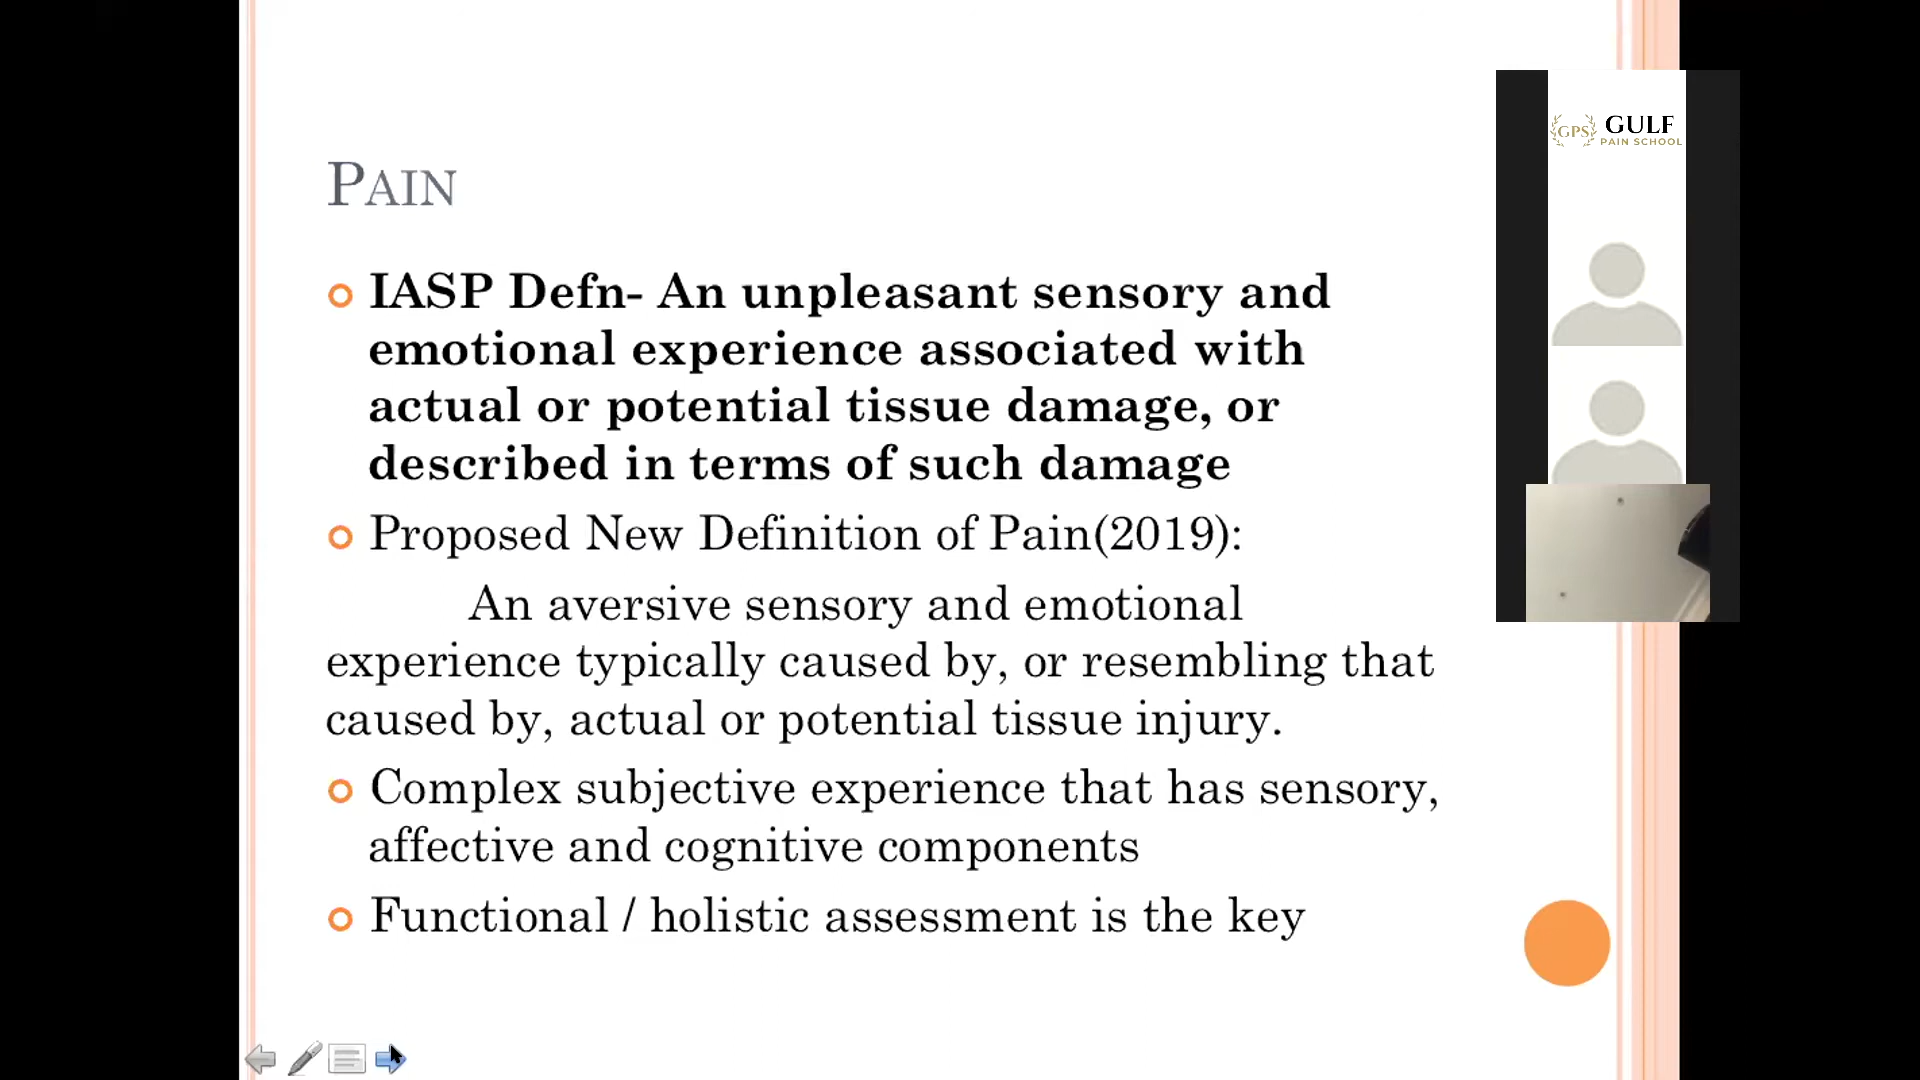 PAIN
IASP Defn- An unpleasant sensory and
emotional experience associated with
actual or potential tissue damage, or
described in terms of such damage
Proposed New Definition of Pain(2019):
An aversive sensory and emotional
experience typically caused by, or resembling that
caused by, actual or potential tissue injury.
Complex subjective experience that has sensory,
affective and cognitive components
Functional / holistic assessment is the key
GPS GULF
PAIN SCHOOL